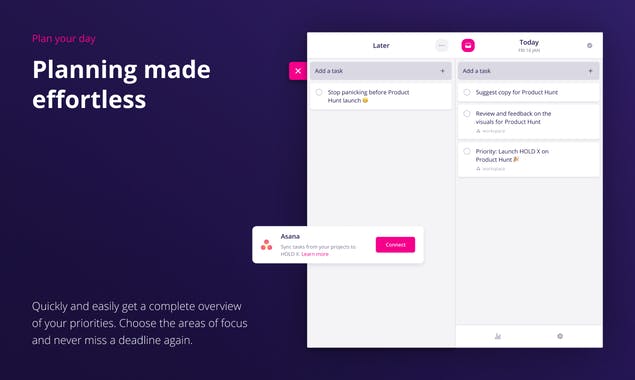 Plan your day
Planning made
effortless
Later
Today
FRI 18 JAN
Add a task
Add a task
Stop panicking before Product
Hunt launch 😅
Suggest copy for Product Hunt
Review and feedback on the
visuals for Product Hunt
workspace
Priority: Launch HOLD X on
Product Hunt 🎉
workspace
Asana
Sync tasks from your projects to
HOLD X. Learn more
Connect
Quickly and easily get a complete overview
of your priorities. Choose the areas of focus
and never miss a deadline again.